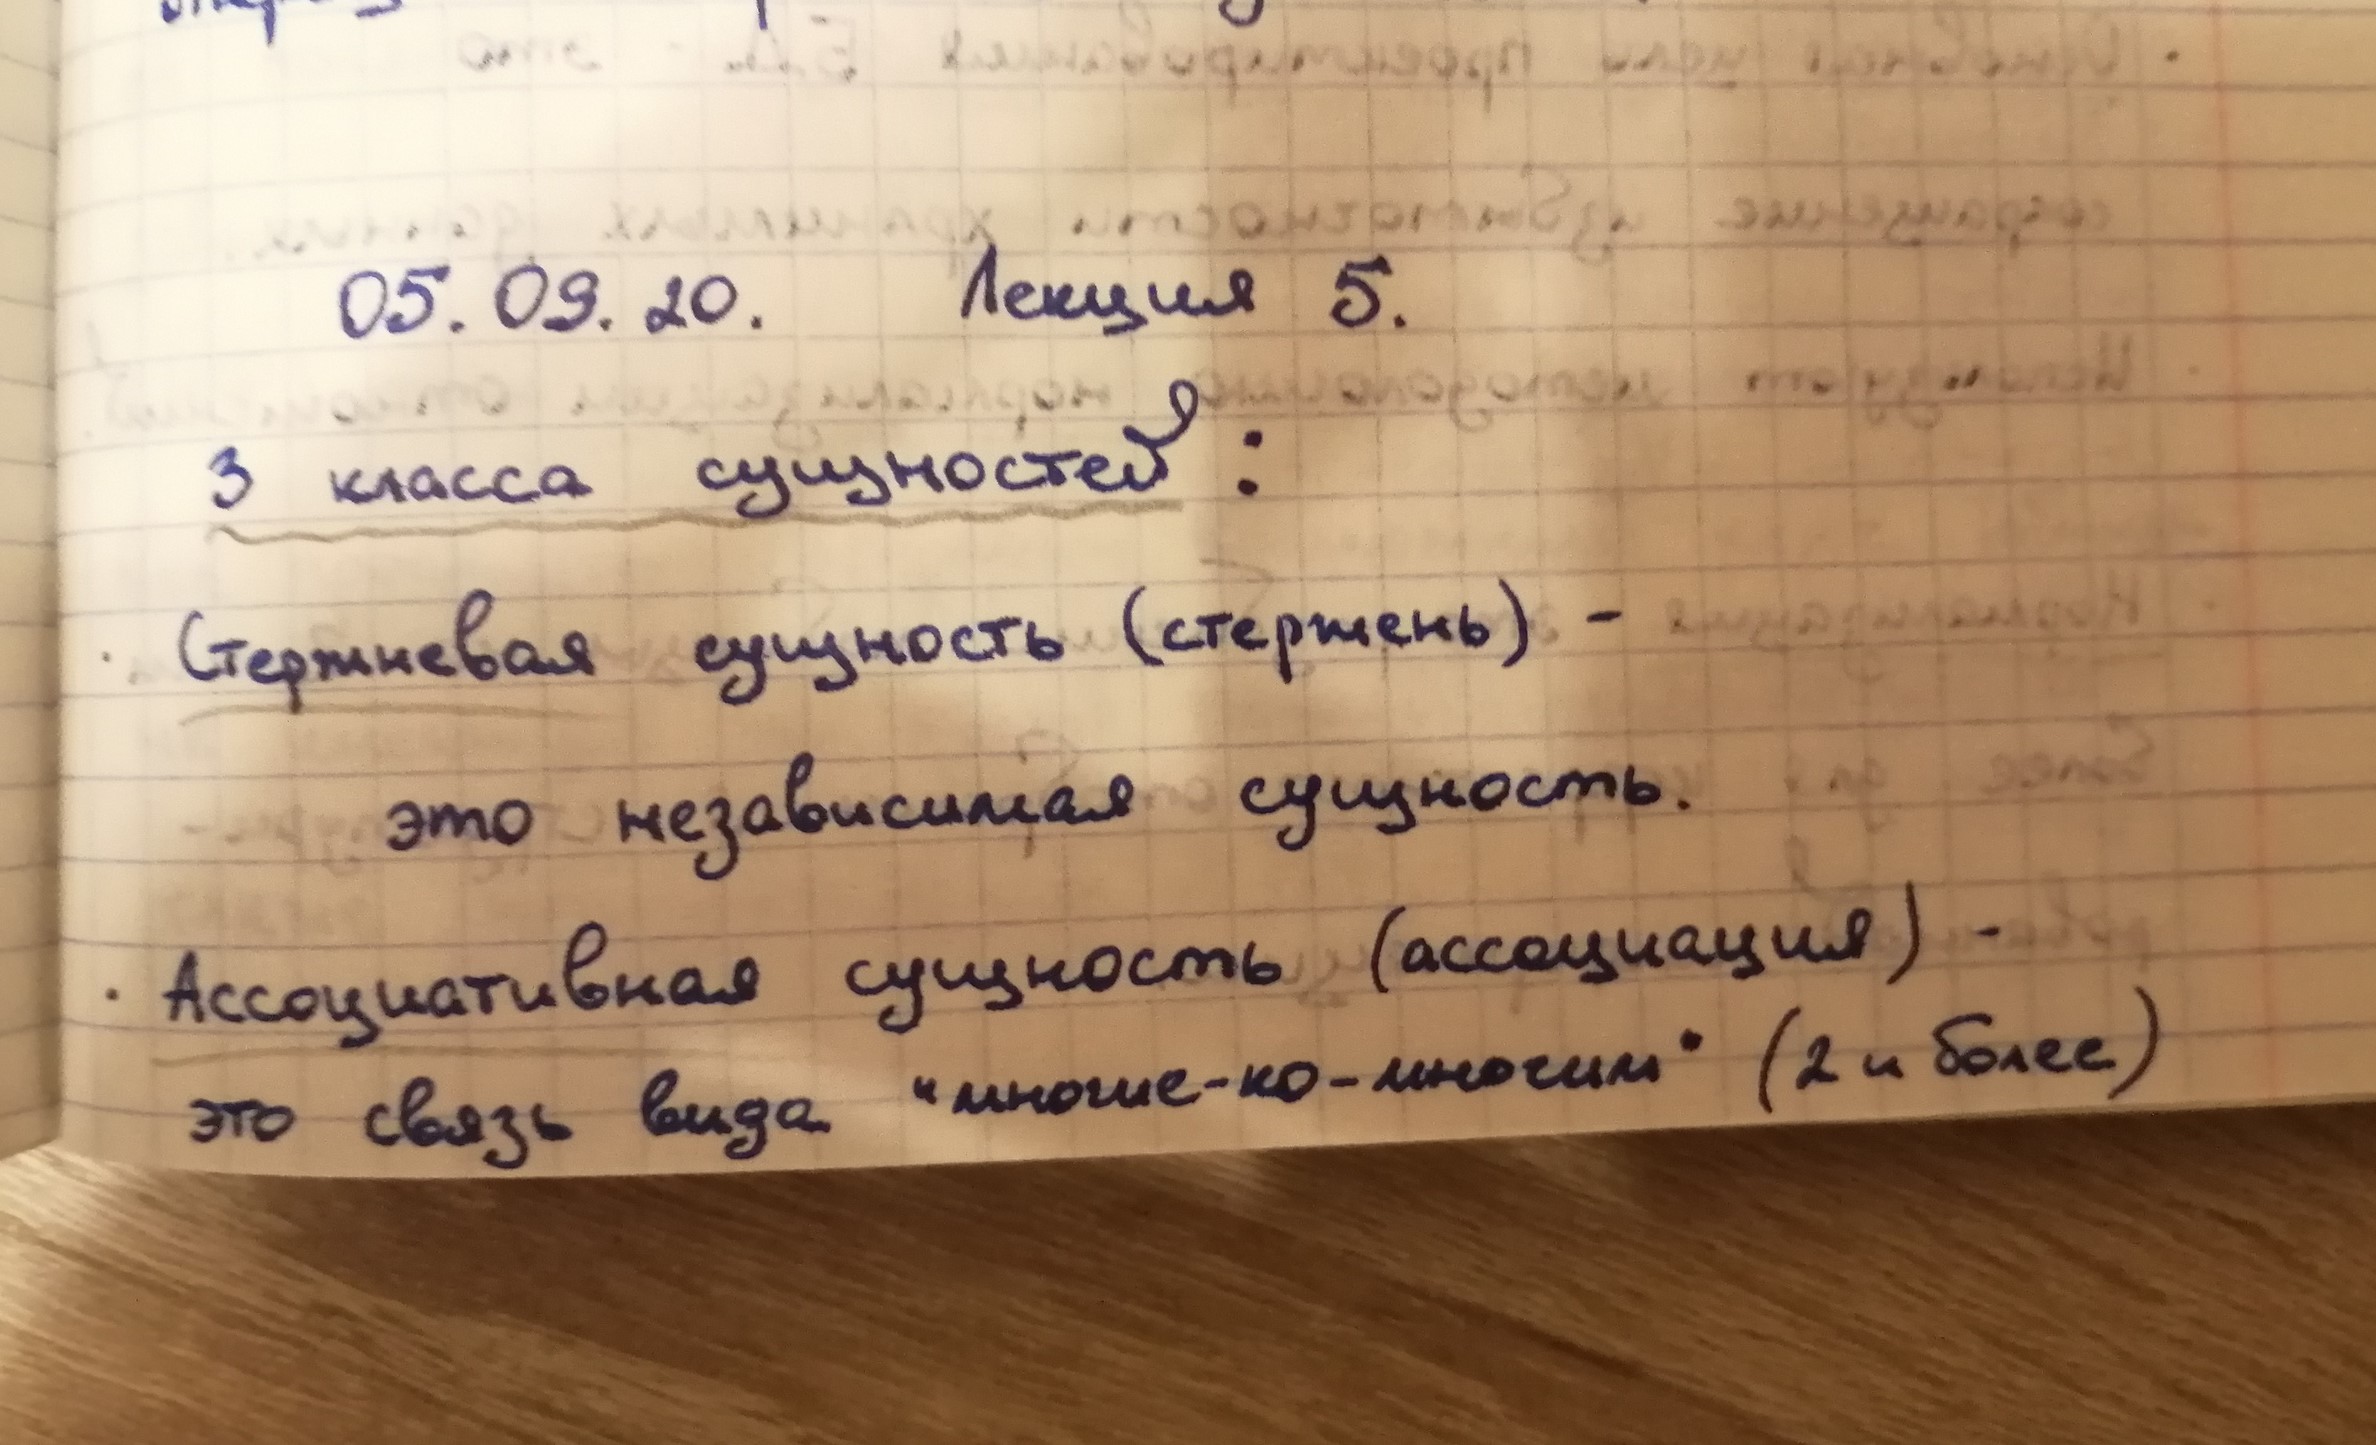 05.09.20. Лекция 5.
3 класса сущностей:
· Стержневая сущность (стержень) -
это независимая сущность.
· Ассоциативная сущность (ассоциация) -
это связь вида "многие-ко-многим" (2 и более)